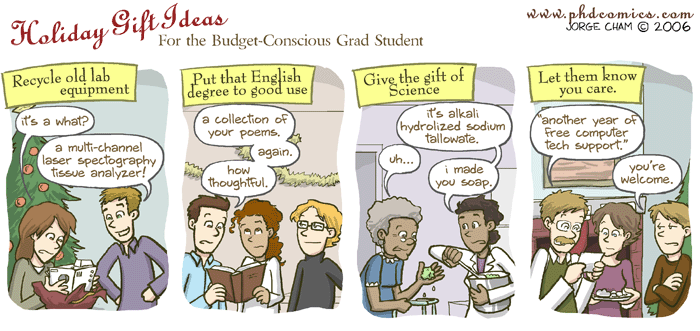 Holiday Gift Ideas
For the Budget-Conscious Grad Student
www.phdcomics.com
JORGE CHAM © 2006
Recycle old lab
equipment
it's a what?
a multi-channel
laser spectography
tissue analyzer!
Put that English
degree to good use
a collection of
your poems.
again.
how
thoughtful.
Give the gift of
Science
it's alkali
hydrolized sodium
tallowate.
uh...
i made
you soap.
Let them know
you care.
"another year of
free computer
tech support."
you're
welcome.